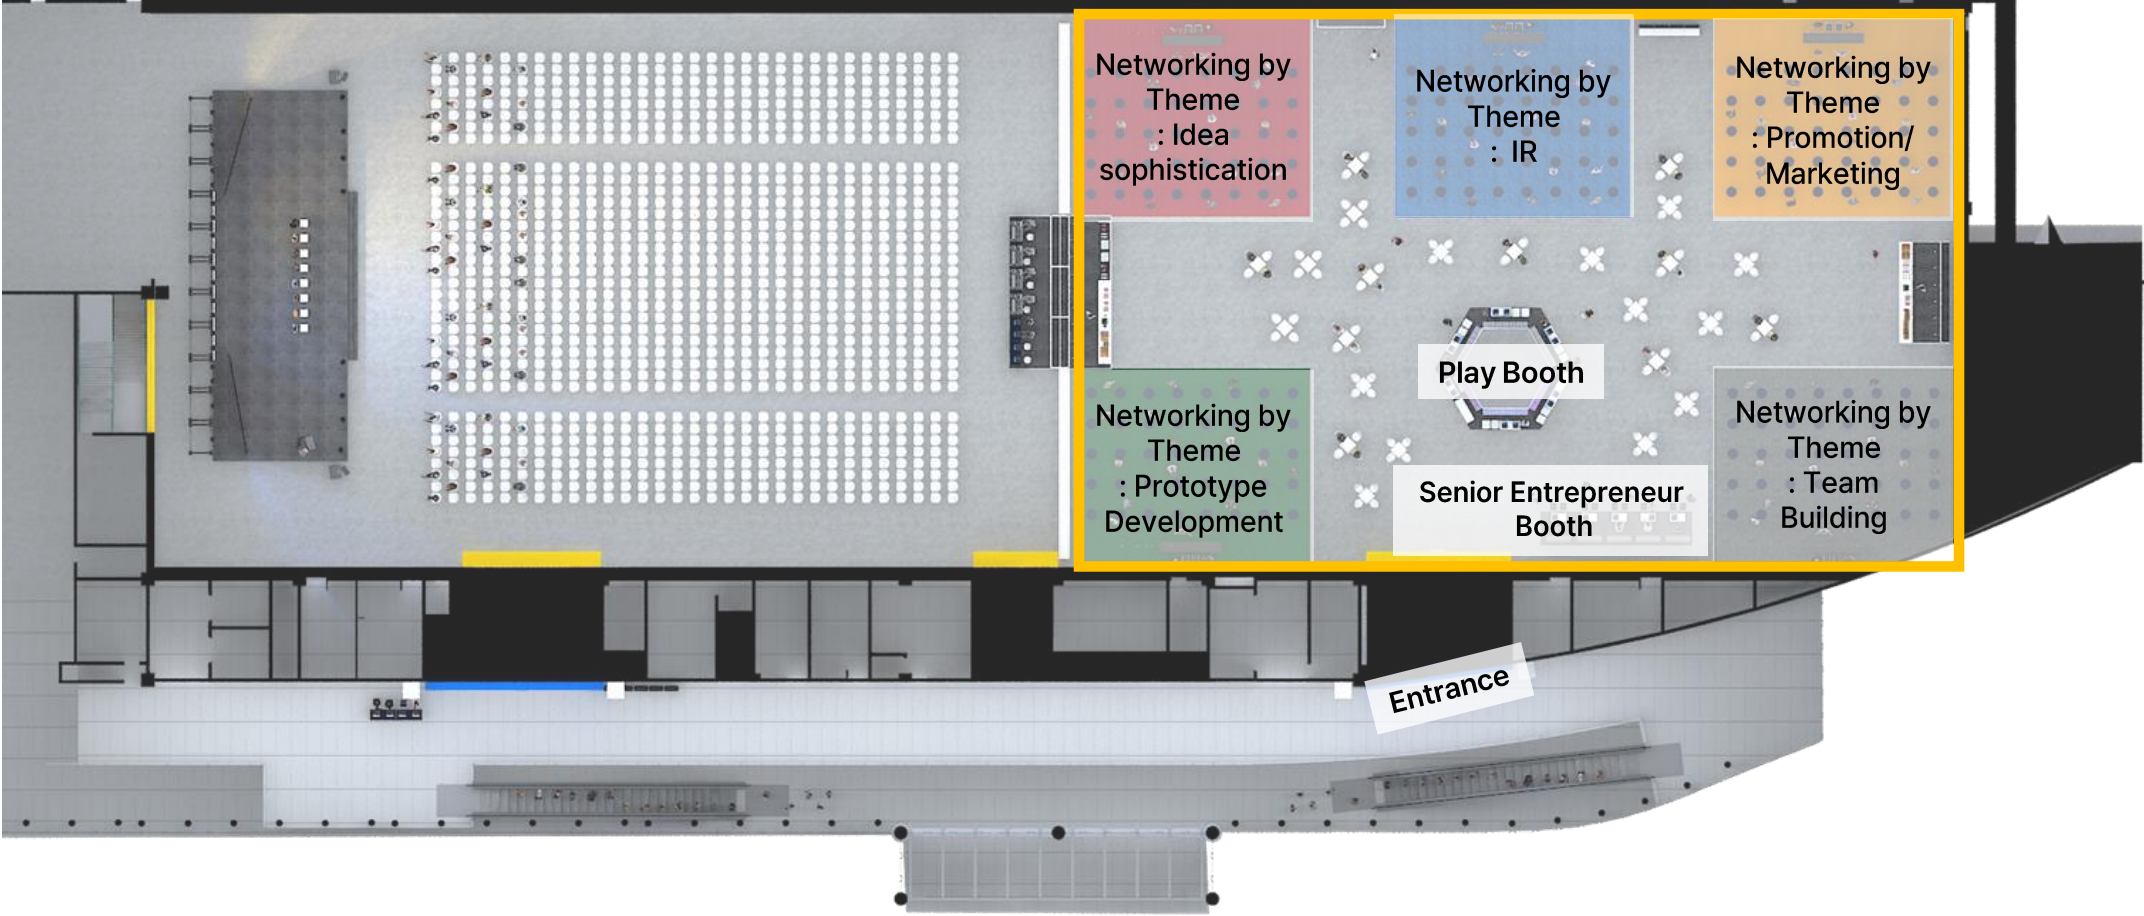 Networking by
Theme
: Idea
sophistication
Networking by
Theme
: IR
Networking by
Theme
: Promotion/
Marketing
Play Booth
Networking by
Theme
: Prototype
Development
Senior Entrepreneur
Booth
Networking by
Theme
: Team
Building
Entrance